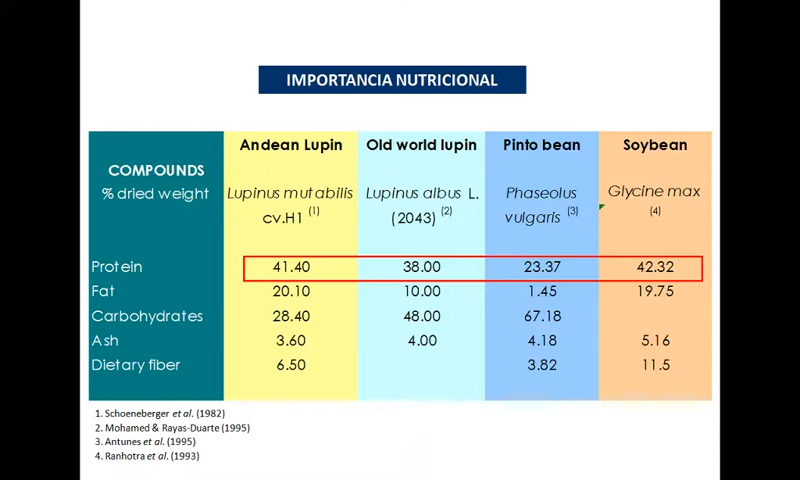 IMPORTANCIA NUTRICIONAL
Andean Lupin Old world lupin Pinto bean Soybean
COMPOUNDS
% dried weight Lupinus mutabilis Lupinus albus L. Phaseolus Glycine max
cv.H1 (1) (2043) (2) vulgaris (3) (4)
Protein 41.40 38.00 23.37 42.32
Fat 20.10 10.00 1.45 19.75
Carbohydrates 28.40 48.00 67.18
Ash 3.60 4.00 4.18 5.16
Dietary fiber 6.50 3.82 11.5
1. Schoeneberger et al. (1982)
2. Mohamed & Rayas-Duarte (1995)
3. Antunes et al. (1995)
4. Ranhotra et al. (1993)